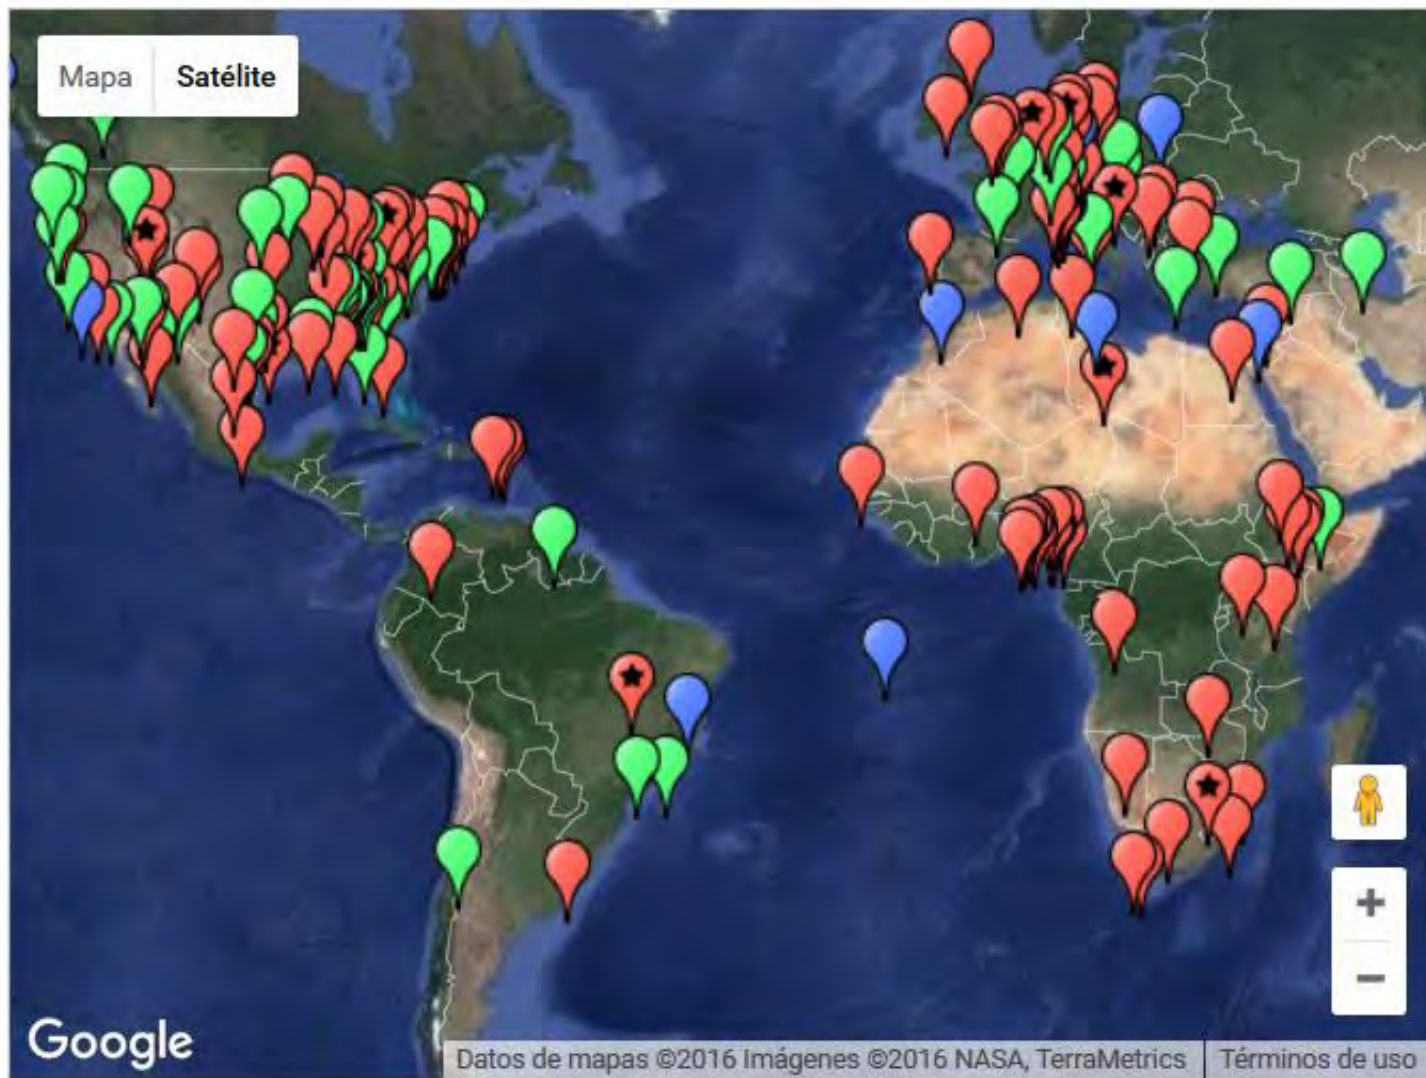 Mapa Satélite
Google
Datos de mapas ©2016 Imágenes ©2016 NASA, TerraMetrics Términos de uso